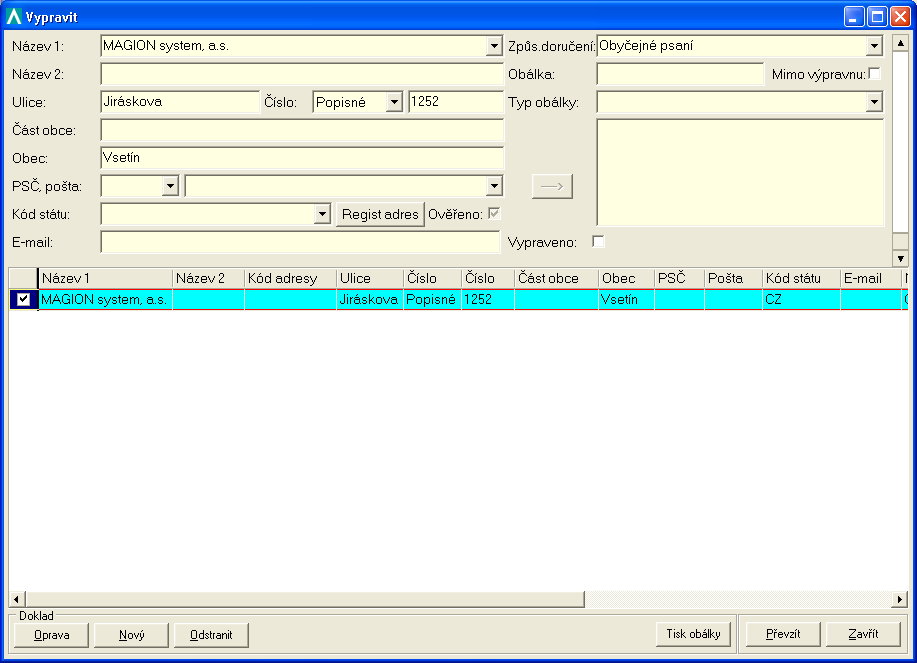 Vypravit
Název 1: MAGION system, a.s. Způs.doručení: Obyčejné psaní
Název 2: Obálka: Mimo výpravnu:
Ulice: Jiráskova Číslo: Popisné 1252 Typ obálky:
Část obce:
Obec: Vsetín
PSČ, pošta:
Kód státu: Regist adres Ověřeno:
E-mail: Vypraveno:
Název 1 Název 2 Kód adresy Ulice Číslo Číslo Část obce Obec PSČ Pošta Kód státu E-mail
MAGION system, a.s. Jiráskova Popisné 1252 Vsetín CZ
Doklad
Oprava Nový Odstranit Tisk obálky Převzít Zavřít